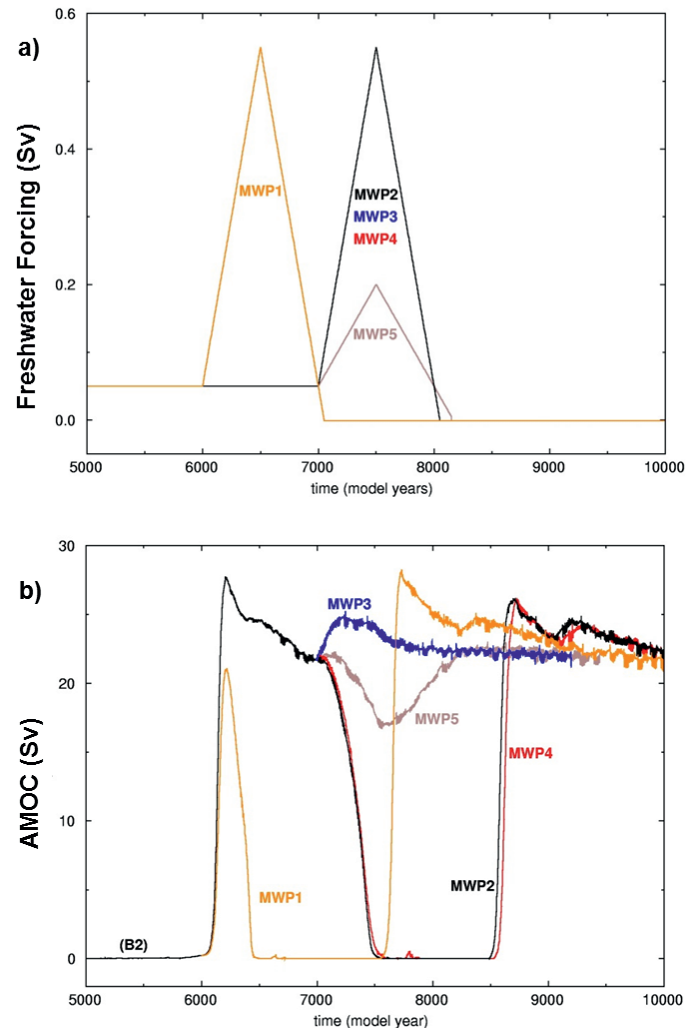 a)
Freshwater Forcing (Sv)
0.6
0.4
0.2
0.0
MWP1
MWP2
MWP3
MWP4
MWP5
5000 6000 7000 8000 9000 10000
time (model years)
b)
AMOC (Sv)
30
20
10
0
MWP3
MWP5
MWP4
MWP2
MWP1
(B2)
5000 6000 7000 8000 9000 10000
time (model year)